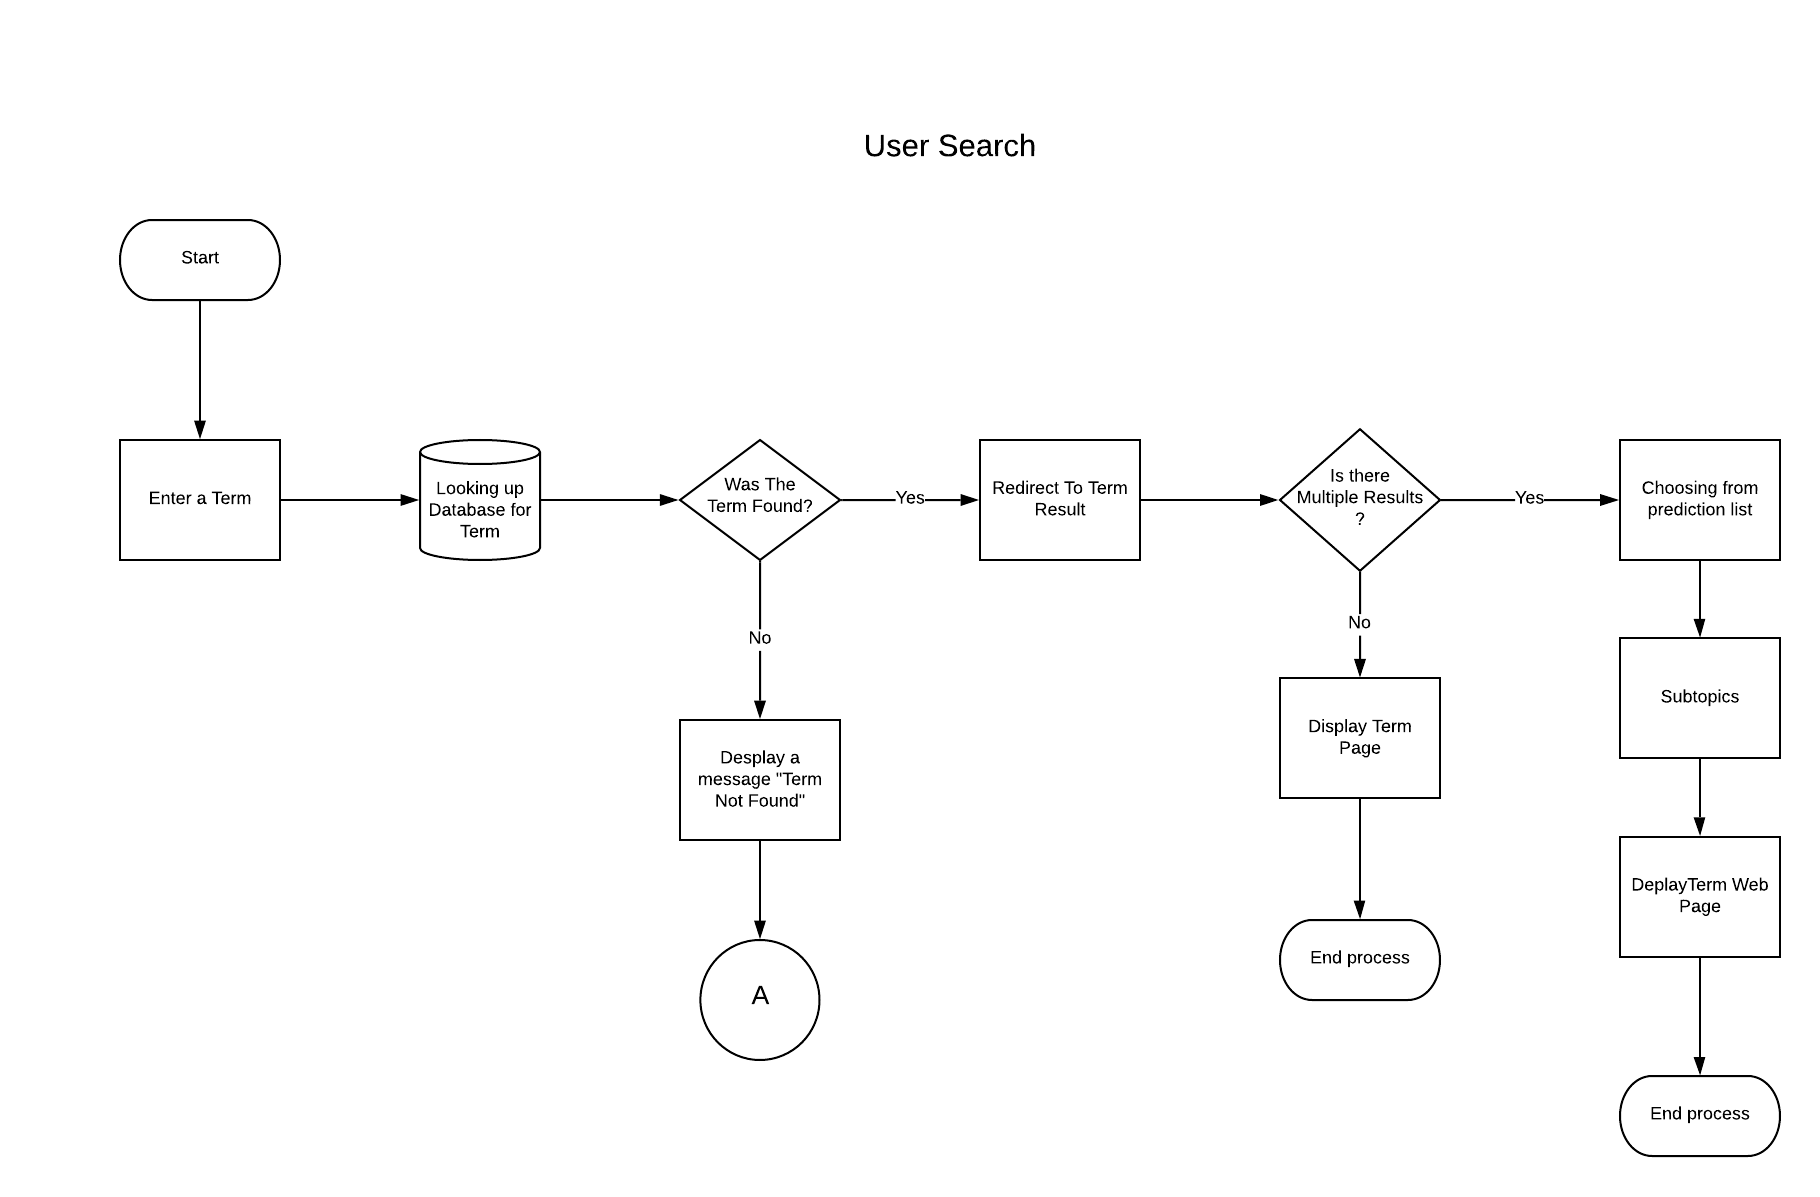 User Search
Start
Enter a Term
Looking up
Database for
Term
Was The
Term Found?
Yes
Redirect To Term
Result
Is there
Multiple Results
?
Yes
Choosing from
prediction list
No
Desplay a
message "Term
Not Found"
A
No
Display Term
Page
End process
Subtopics
DeplayTerm Web
Page
End process